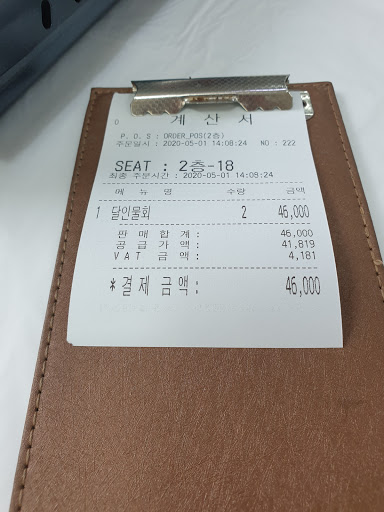 계 산 서
P.O.S : ORDER_POS(2층)
주문일시 : 2020-05-01 14:08:24 NO : 222
SEAT : 2층-18
최종 주문시간 : 2020-05-01 14:08:24
메 뉴 명 수량 금액
1 달인물회 2 46,000
판 매 합 계 : 46,000
공 급 가 액 : 41,819
V A T 금 액 : 4,181
*결 제 금 액 : 46,000